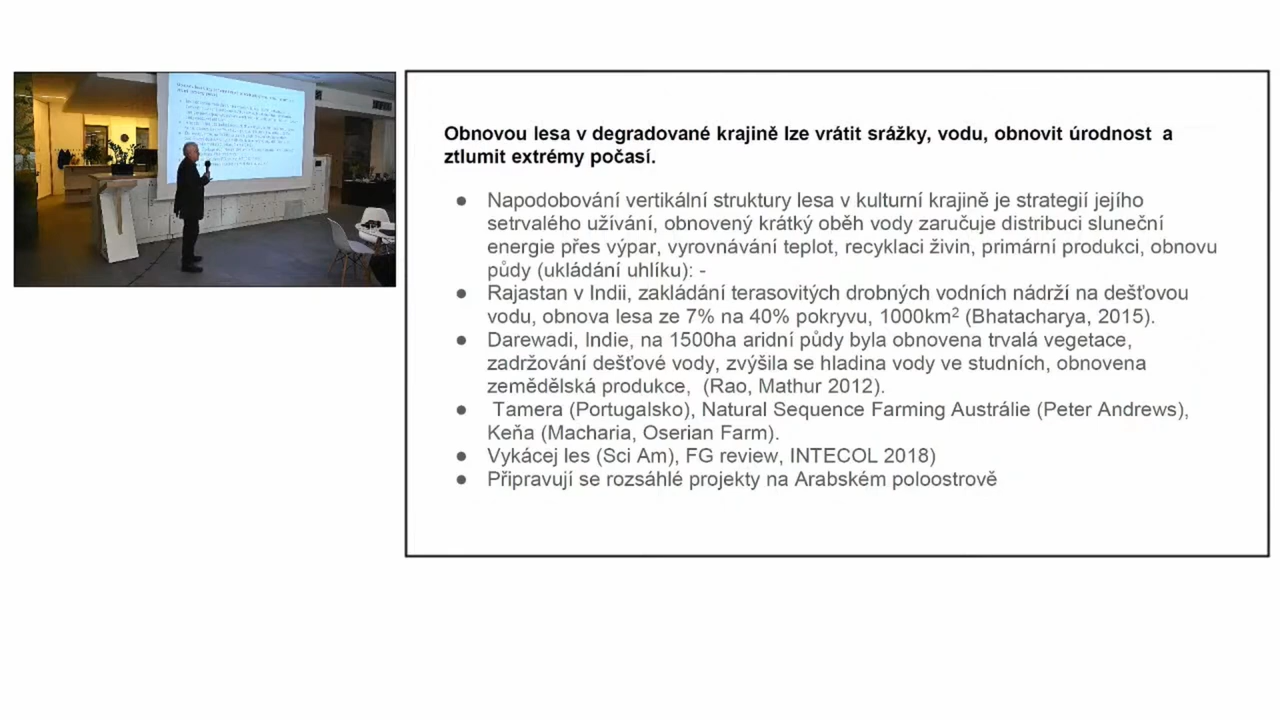 Obnovou lesa v degradované krajině lze vrátit srážky, vodu, obnovit úrodnost a
ztlumit extrémy počasí.
● Napodobování vertikální struktury lesa v kulturní krajině je strategií jejího
setrvalého užívání, obnovený krátký oběh vody zaručuje distribuci sluneční
energie přes výpar, vyrovnávání teplot, recyklaci živin, primární produkci, obnovu
půdy (ukládání uhlíku): -
● Rajastan v Indii, zakládání terasovitých drobných vodních nádrží na dešťovou
vodu, obnova lesa ze 7% na 40% pokryvu, 1000km² (Bhatacharya, 2015).
● Darewadi, Indie, na 1500ha aridní půdy byla obnovena trvalá vegetace,
zadržování dešťové vody, zvýšila se hladina vody ve studních, obnovena
zemědělská produkce, (Rao, Mathur 2012).
● Tamera (Portugalsko), Natural Sequence Farming Austrálie (Peter Andrews),
Keňa (Macharia, Oserian Farm).
● Vykácej les (Sci Am), FG review, INTECOL 2018)
● Připravují se rozsáhlé projekty na Arabském poloostrově